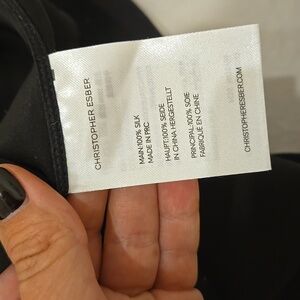 CHRISTOPHER ESBER
MAIN:100% SILK
MADE IN PRC
HAUPT:100% SEIDE
IN CHINA HERGESTELLT
PRINCIPAL:100% SOIE
FABRIQUÉ EN CHINE
CHRISTOPHERESBER.COM